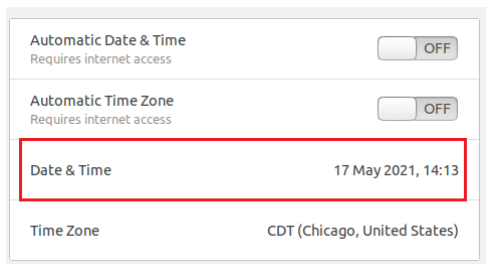 Automatic Date & Time
Requires internet access
OFF
Automatic Time Zone
Requires internet access
OFF
Date & Time 17 May 2021, 14:13
Time Zone CDT (Chicago, United States)